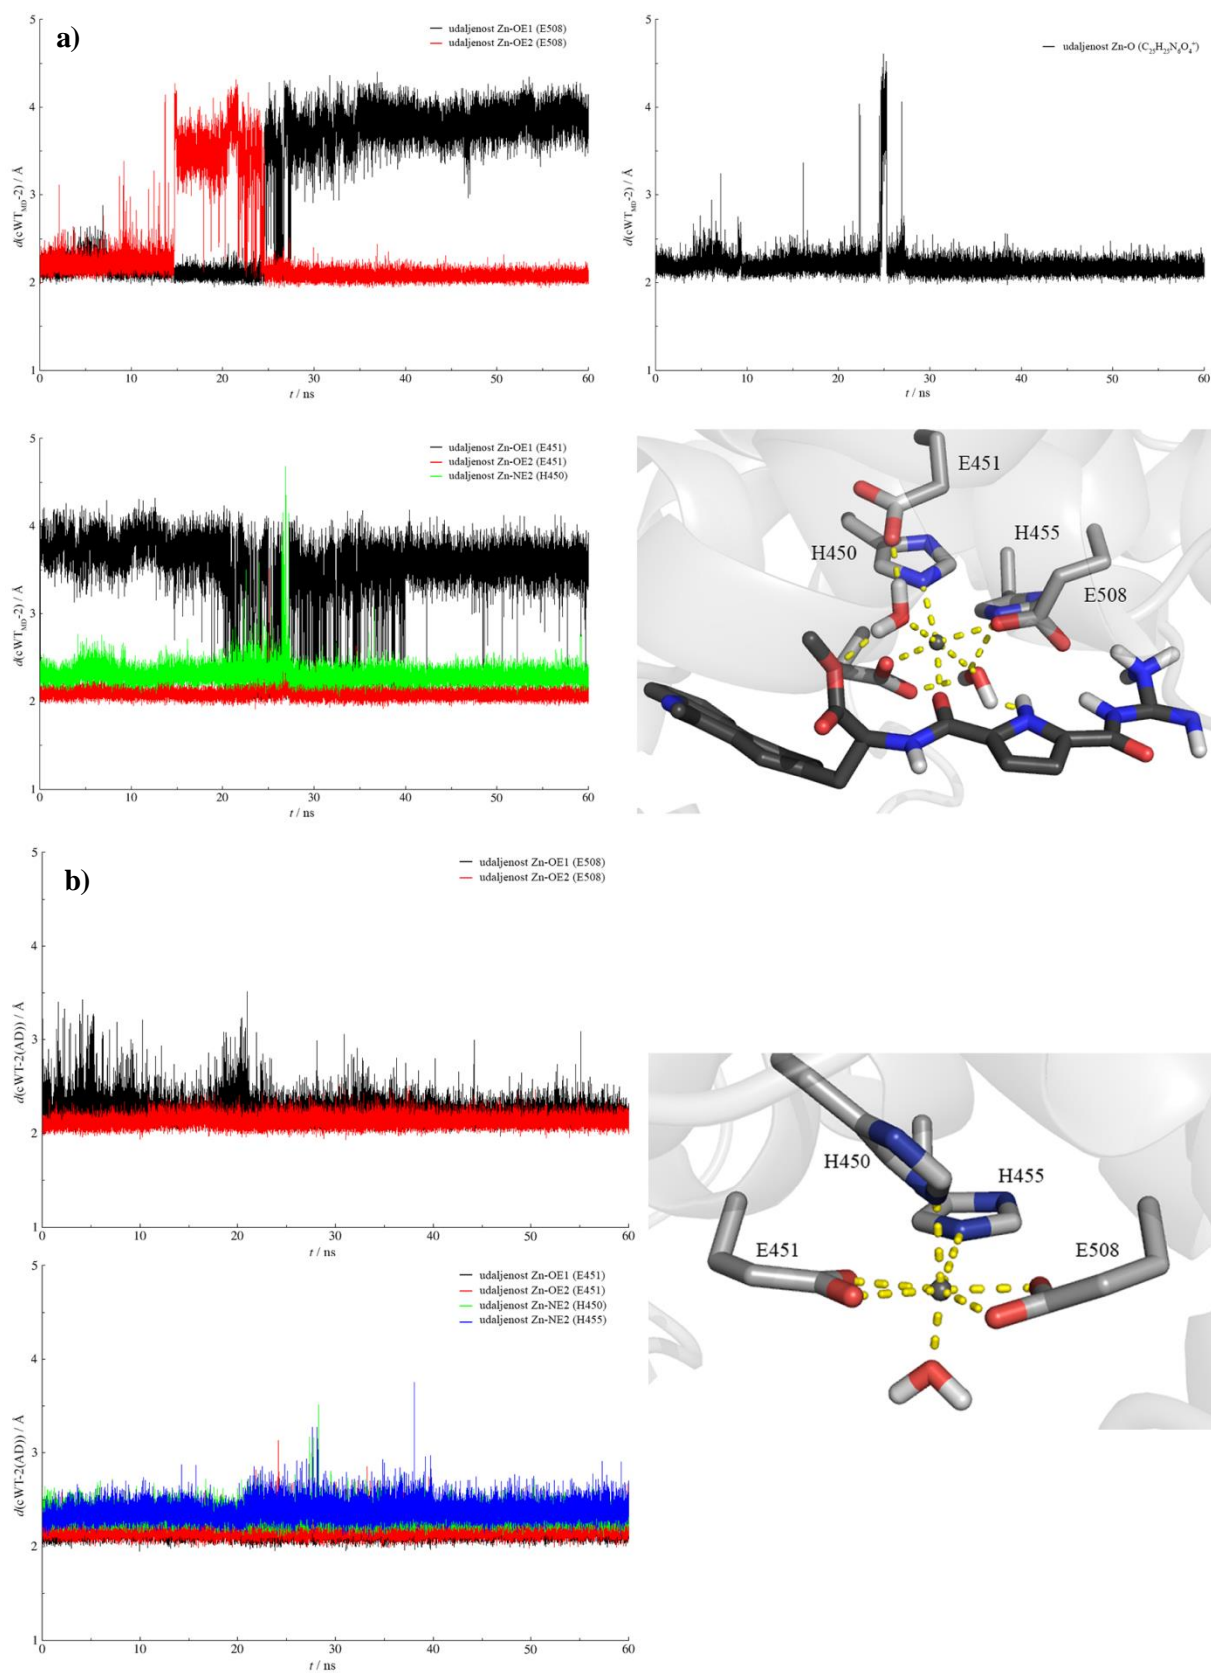 a)
udaljenost Zn-OE1 (E508)
udaljenost Zn-OE2 (E508)
5
4
3
2
1
d(cWT_MD-2) / Å
0 10 20 30 40 50 60
t / ns
udaljenost Zn-O (C₂₅H₂₅N₆O₄⁺)
5
4
3
2
1
d(cWT_MD-2) / Å
0 10 20 30 40 50 60
t / ns
udaljenost Zn-OE1 (E451)
udaljenost Zn-OE2 (E451)
udaljenost Zn-NE2 (H450)
5
4
3
2
1
d(cWT_MD-2) / Å
0 10 20 30 40 50 60
t / ns
E451
H450
H455
E508
b)
udaljenost Zn-OE1 (E508)
udaljenost Zn-OE2 (E508)
5
4
3
2
1
d(cWT-2(AD)) / Å
0 10 20 30 40 50 60
t / ns
udaljenost Zn-OE1 (E451)
udaljenost Zn-OE2 (E451)
udaljenost Zn-NE2 (H450)
udaljenost Zn-NE2 (H455)
5
4
3
2
1
d(cWT-2(AD)) / Å
0 10 20 30 40 50 60
t / ns
H450
H455
E451
E508